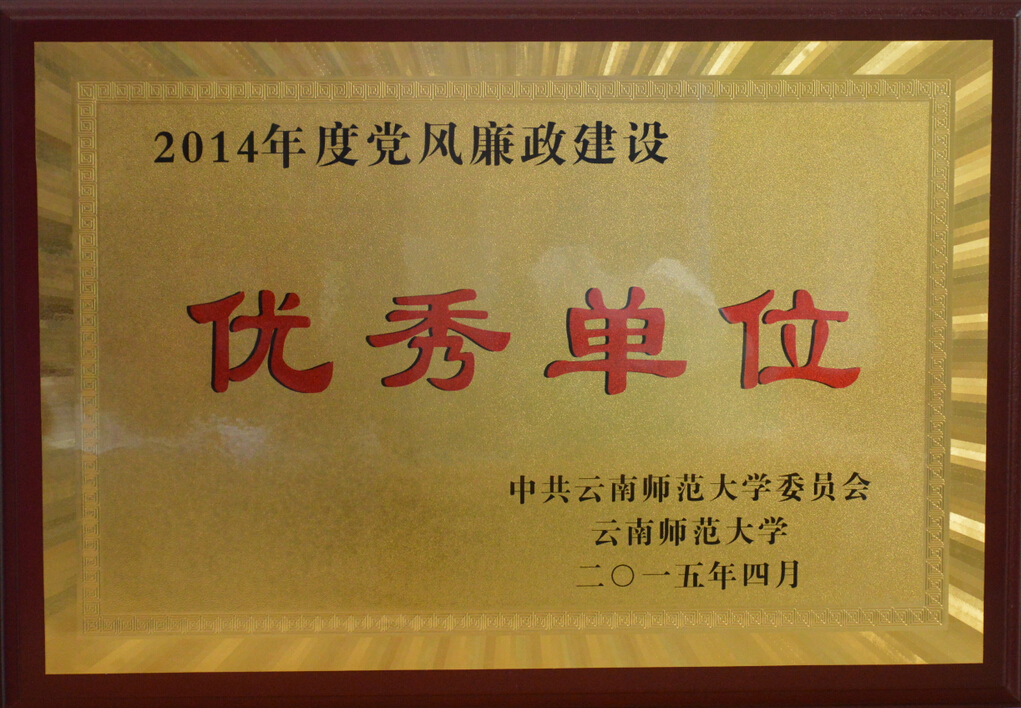 2014年度党风廉政建设
优秀单位
中共云南师范大学委员会
云南师范大学
二〇一五年四月